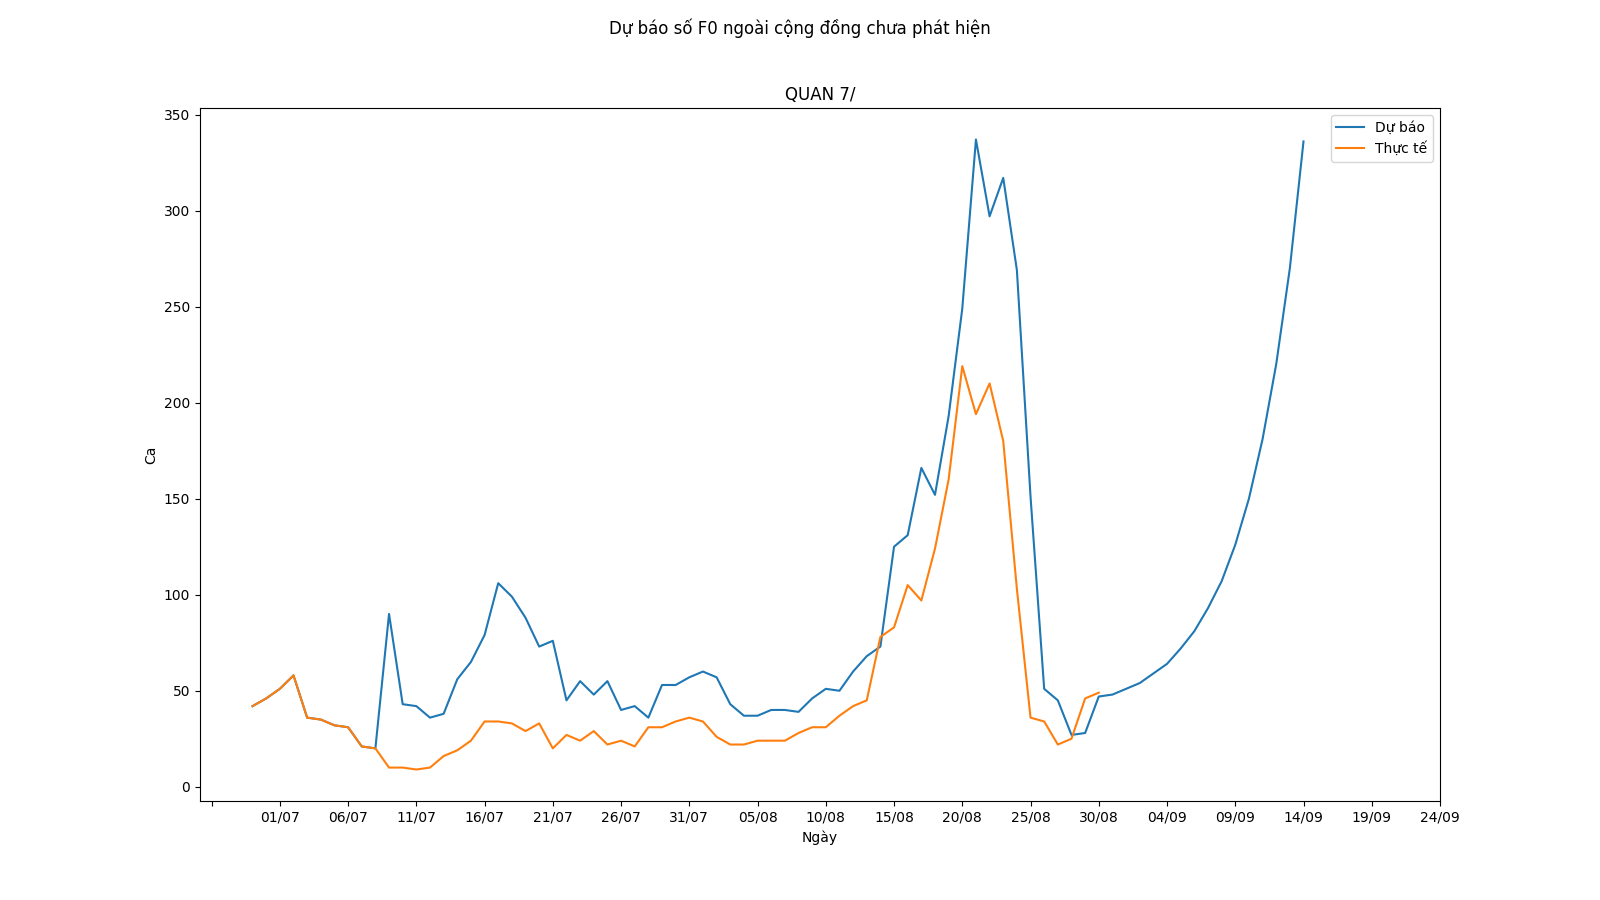 Dự báo số F0 ngoài cộng đồng chưa phát hiện
QUAN 7/
350
300
250
200
150
100
50
0
Ca
Dự báo
Thực tế
01/07 06/07 11/07 16/07 21/07 26/07 31/07 05/08 10/08 15/08 20/08 25/08 30/08 04/09 09/09 14/09 19/09 24/09
Ngày